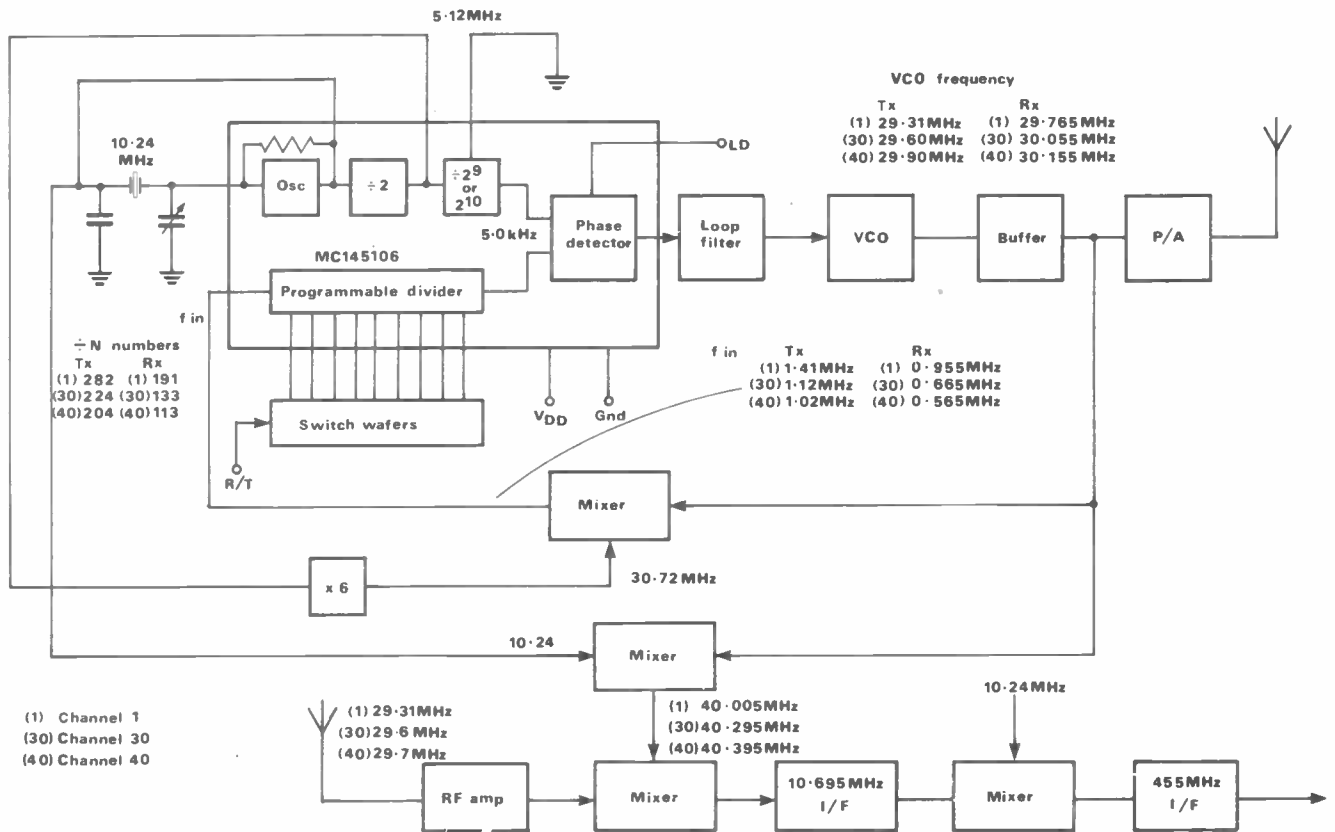 5·12MHz
VCO frequency
Tx Rx
(1) 29·31MHz (1) 29·765MHz
(30) 29·60MHz (30) 30·055MHz
(40) 29·90MHz (40) 30·155MHz
10·24
MHz
LD
Osc
÷2
÷2⁹
or
2¹⁰
5·0kHz
Phase
detector
Loop
filter
VCO
Buffer
P/A
MC145106
Programmable divider
f in
÷N numbers
Tx Rx
(1) 282 (1) 191
(30) 224 (30) 133
(40) 204 (40) 113
f in Tx Rx
(1) 1·41MHz (1) 0·955MHz
(30) 1·12MHz (30) 0·665MHz
(40) 1·02MHz (40) 0·565MHz
VDD
Gnd
Switch wafers
R/T
Mixer
x 6
30·72MHz
10·24
Mixer
10·24MHz
(1) Channel 1
(30) Channel 30
(40) Channel 40
(1) 29·31MHz
(30) 29·6MHz
(40) 29·7MHz
(1) 40·005MHz
(30) 40·295MHz
(40) 40·395MHz
RF amp
Mixer
10·695MHz
I/F
Mixer
455MHz
I/F